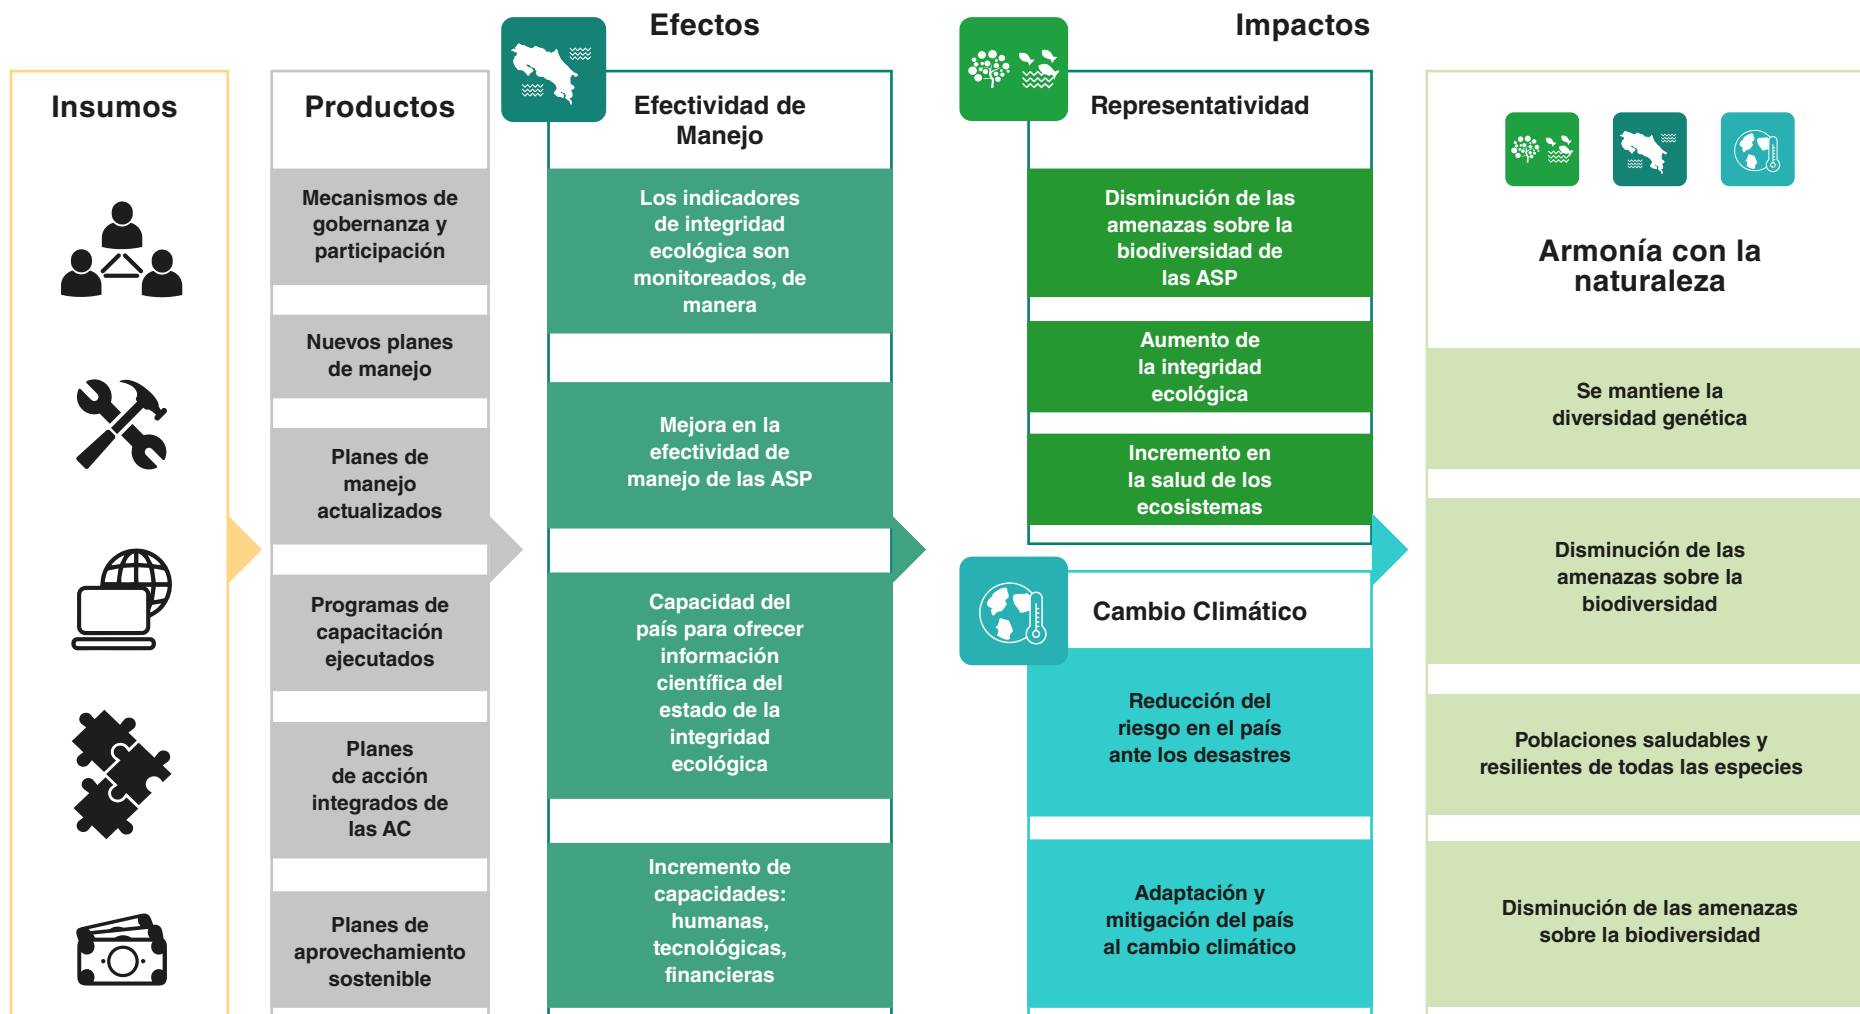 Efectos
Impactos
Insumos
Productos
Mecanismos de
gobernanza y
participación
Nuevos planes
de manejo
Planes de
manejo
actualizados
Programas de
capacitación
ejecutados
Planes
de acción
integrados de
las AC
Planes de
aprovechamiento
sostenible
Efectividad de
Manejo
Los indicadores
de integridad
ecológica son
monitoreados, de
manera
Mejora en la
efectividad de
manejo de las ASP
Capacidad del
país para ofrecer
información
científica del
estado de la
integridad
ecológica
Incremento de
capacidades:
humanas,
tecnológicas,
financieras
Representatividad
Disminución de las
amenazas sobre la
biodiversidad de
las ASP
Aumento de
la integridad
ecológica
Incremento en
la salud de los
ecosistemas
Cambio Climático
Reducción del
riesgo en el país
ante los desastres
Adaptación y
mitigación del país
al cambio climático
Armonía con la
naturaleza
Se mantiene la
diversidad genética
Disminución de las
amenazas sobre la
biodiversidad
Poblaciones saludables y
resilientes de todas las especies
Disminución de las amenazas
sobre la biodiversidad